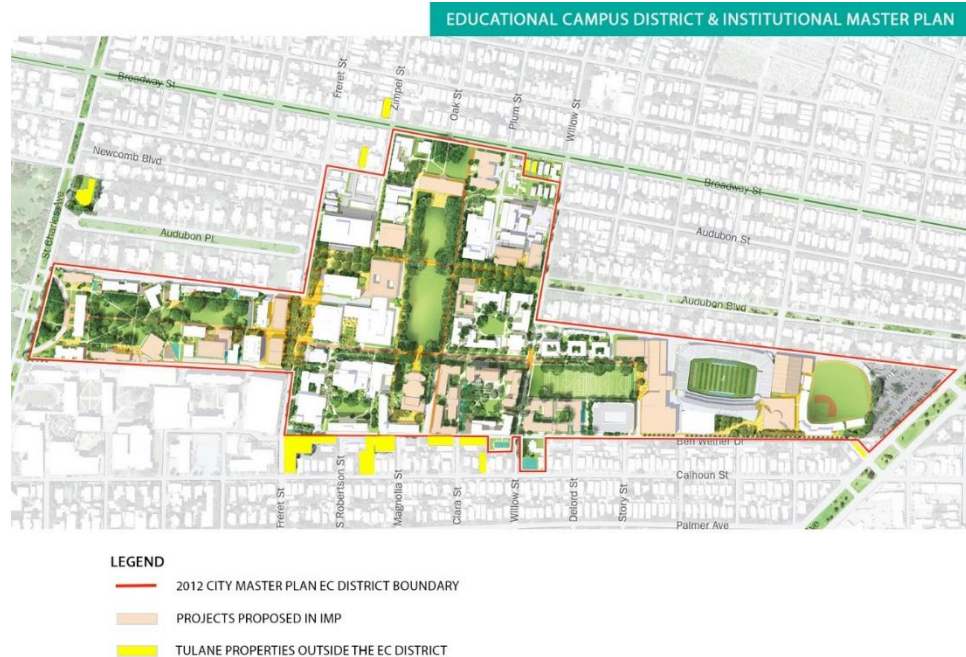 EDUCATIONAL CAMPUS DISTRICT & INSTITUTIONAL MASTER PLAN
Broadway St
Freret St
Zimpel St
Oak St
Plum St
Willow St
Newcomb Blvd
Broadway St
St Charles Ave
Audubon Pl
Audubon St
Audubon Blvd
Ben Weiner Dr
Calhoun St
Freret St
S Robertson St
Magnolia St
Clara St
Willow St
Delord St
Story St
Palmer Ave
LEGEND
2012 CITY MASTER PLAN EC DISTRICT BOUNDARY
PROJECTS PROPOSED IN IMP
TULANE PROPERTIES OUTSIDE THE EC DISTRICT